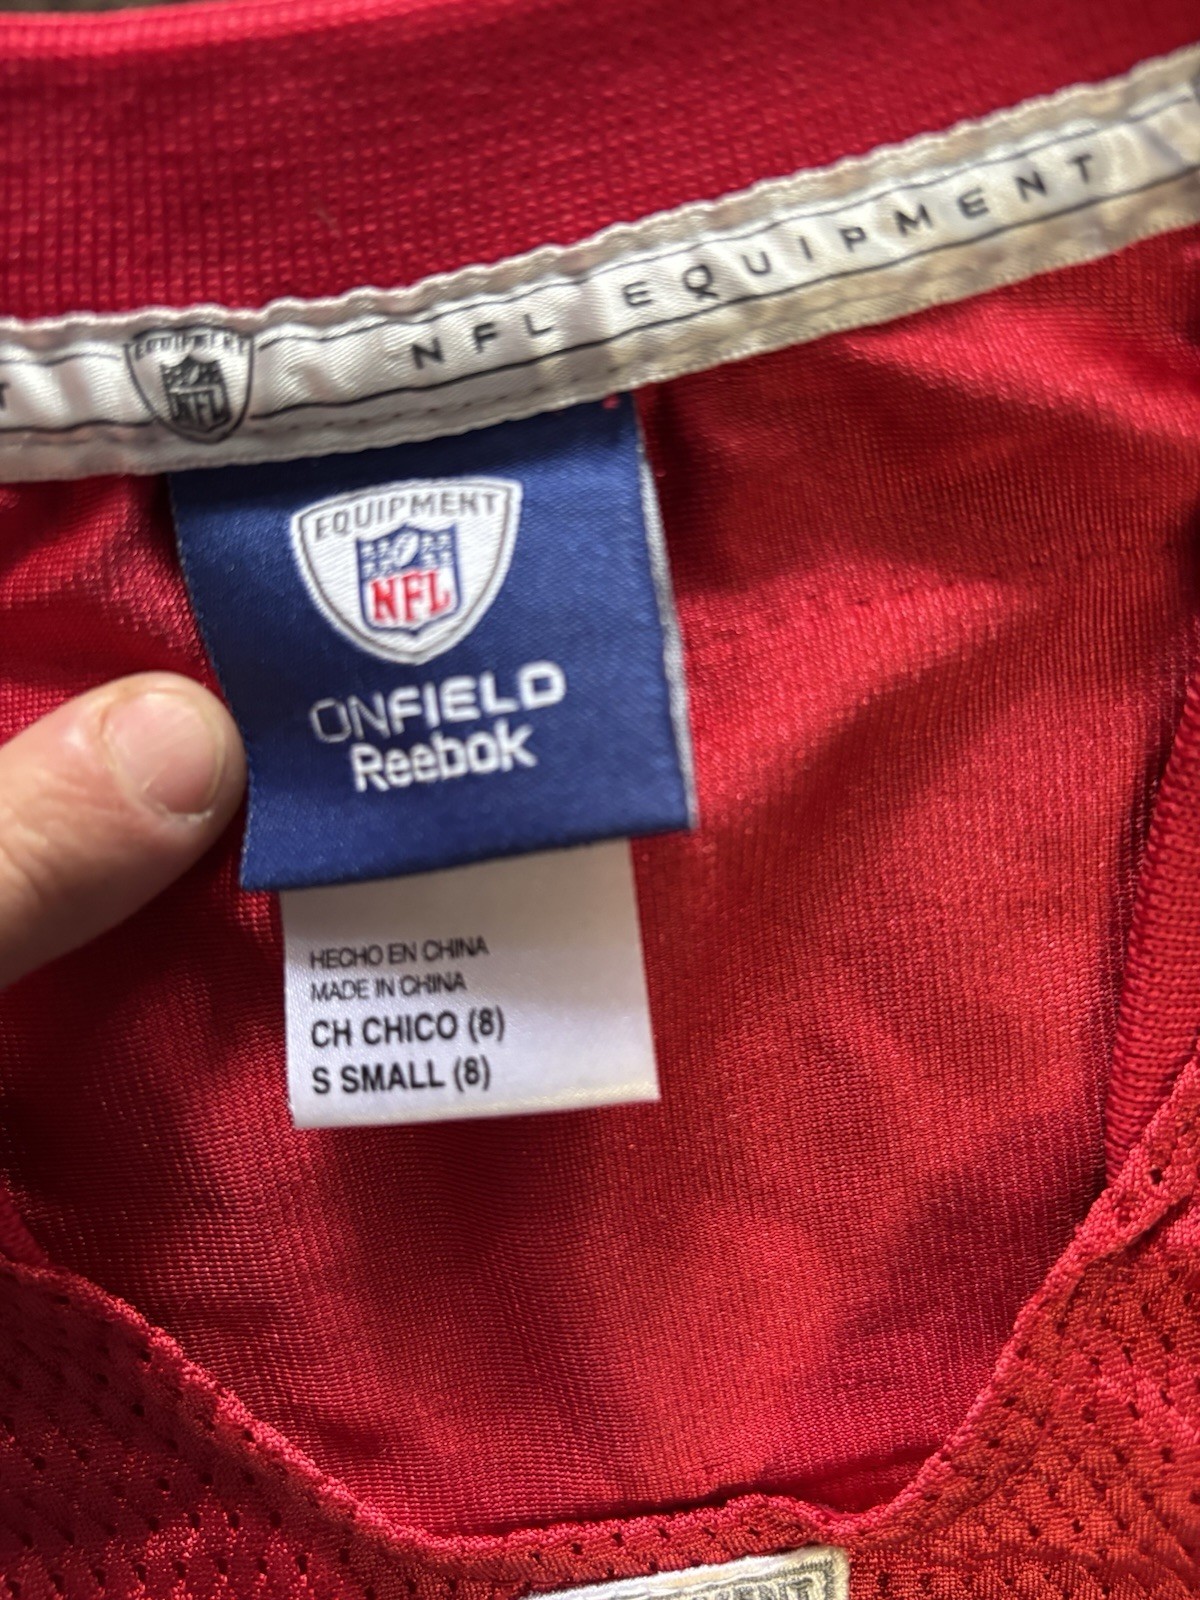 NFL EQUIPMENT
EQUIPMENT
NFL
T
EQUIPMENT
NFL
ONFIELD
Reebok
HECHO EN CHINA
MADE IN CHINA
CH CHICO (8)
S SMALL (8)